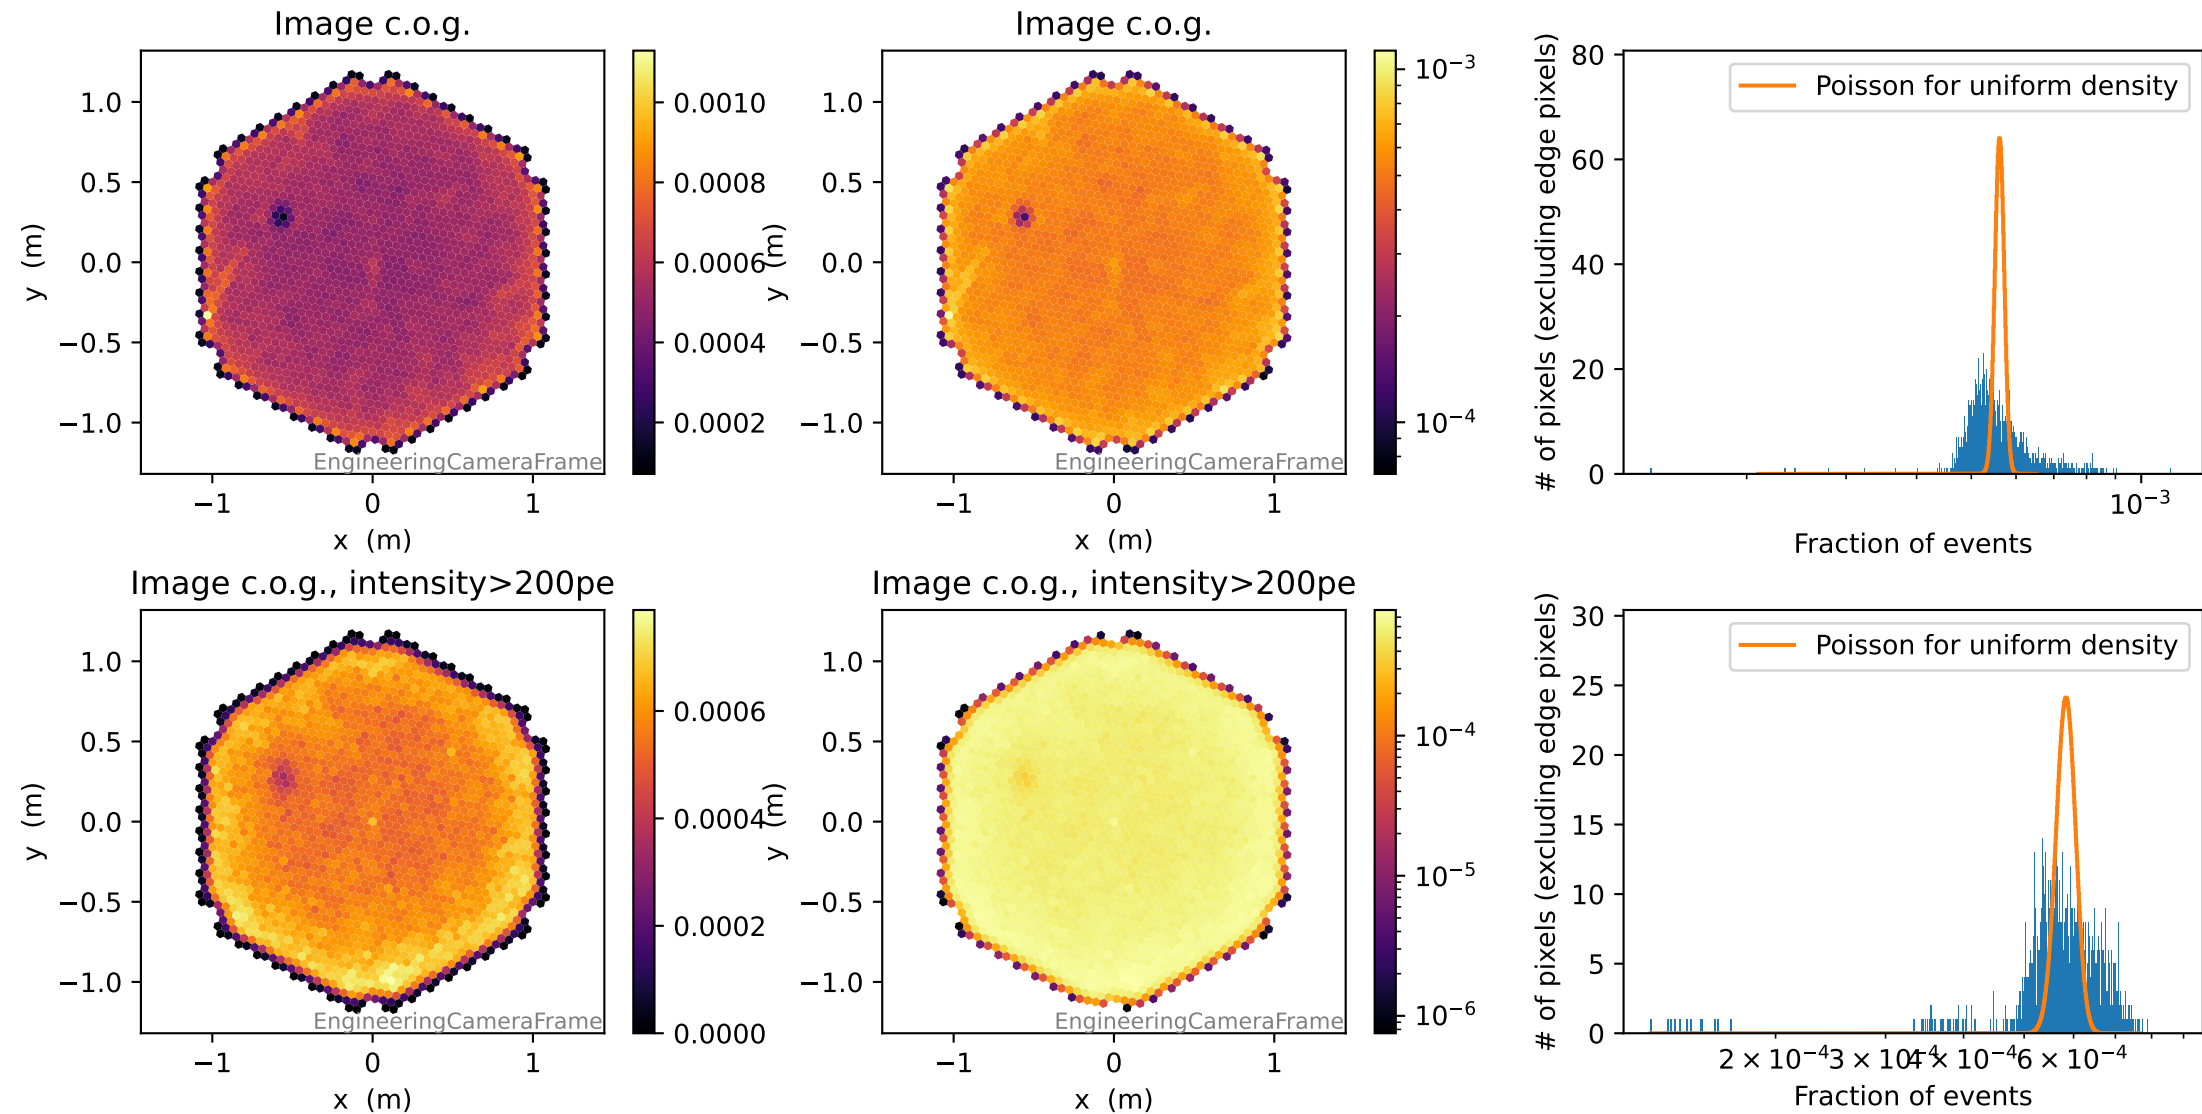 Image c.o.g.
1.0
0.5
0.0
−0.5
−1.0
y (m)
−1
0
1
x (m)
EngineeringCameraFrame
0.0010
0.0008
0.0006
0.0004
0.0002
Image c.o.g.
1.0
0.5
0.0
−0.5
−1.0
y (m)
−1
0
1
x (m)
EngineeringCameraFrame
10⁻³
10⁻⁴
# of pixels (excluding edge pixels)
80
60
40
20
0
Poisson for uniform density
10⁻³
Fraction of events
Image c.o.g., intensity>200pe
1.0
0.5
0.0
−0.5
−1.0
y (m)
−1
0
1
x (m)
EngineeringCameraFrame
0.0006
0.0004
0.0002
0.0000
Image c.o.g., intensity>200pe
1.0
0.5
0.0
−0.5
−1.0
y (m)
−1
0
1
x (m)
EngineeringCameraFrame
10⁻⁴
10⁻⁵
10⁻⁶
# of pixels (excluding edge pixels)
30
25
20
15
10
5
0
Poisson for uniform density
2 × 10⁻⁴ 3 × 10⁻⁴ 4 × 10⁻⁴ 6 × 10⁻⁴
Fraction of events